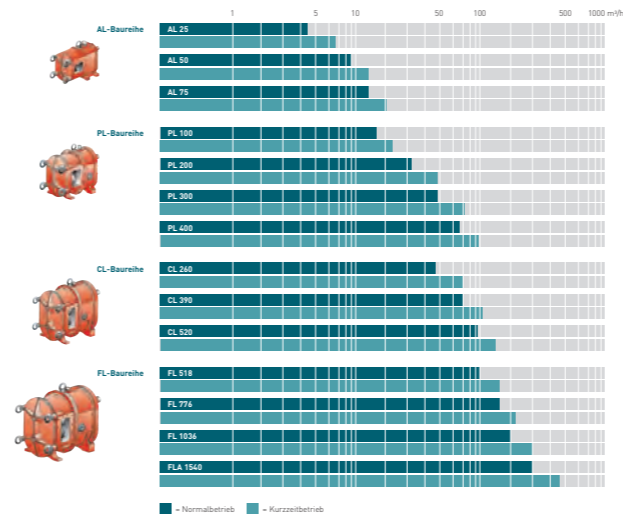 1 5 10 50 100 500 1000 m³/h
AL-Baureihe
AL 25
AL 50
AL 75
PL-Baureihe
PL 100
PL 200
PL 300
PL 400
CL-Baureihe
CL 260
CL 390
CL 520
FL-Baureihe
FL 518
FL 776
FL 1036
FLA 1540
= Normalbetrieb = Kurzzeitbetrieb